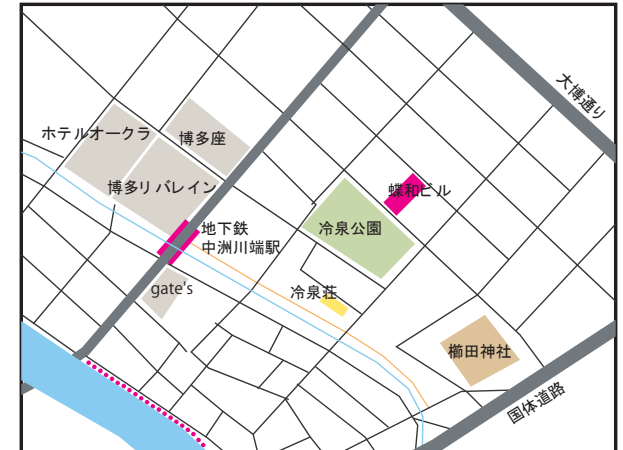 大博通り
ホテルオークラ
博多座
博多リバレイン
蝶和ビル
地下鉄
中洲川端駅
冷泉公園
gate's
冷泉荘
櫛田神社
国体道路